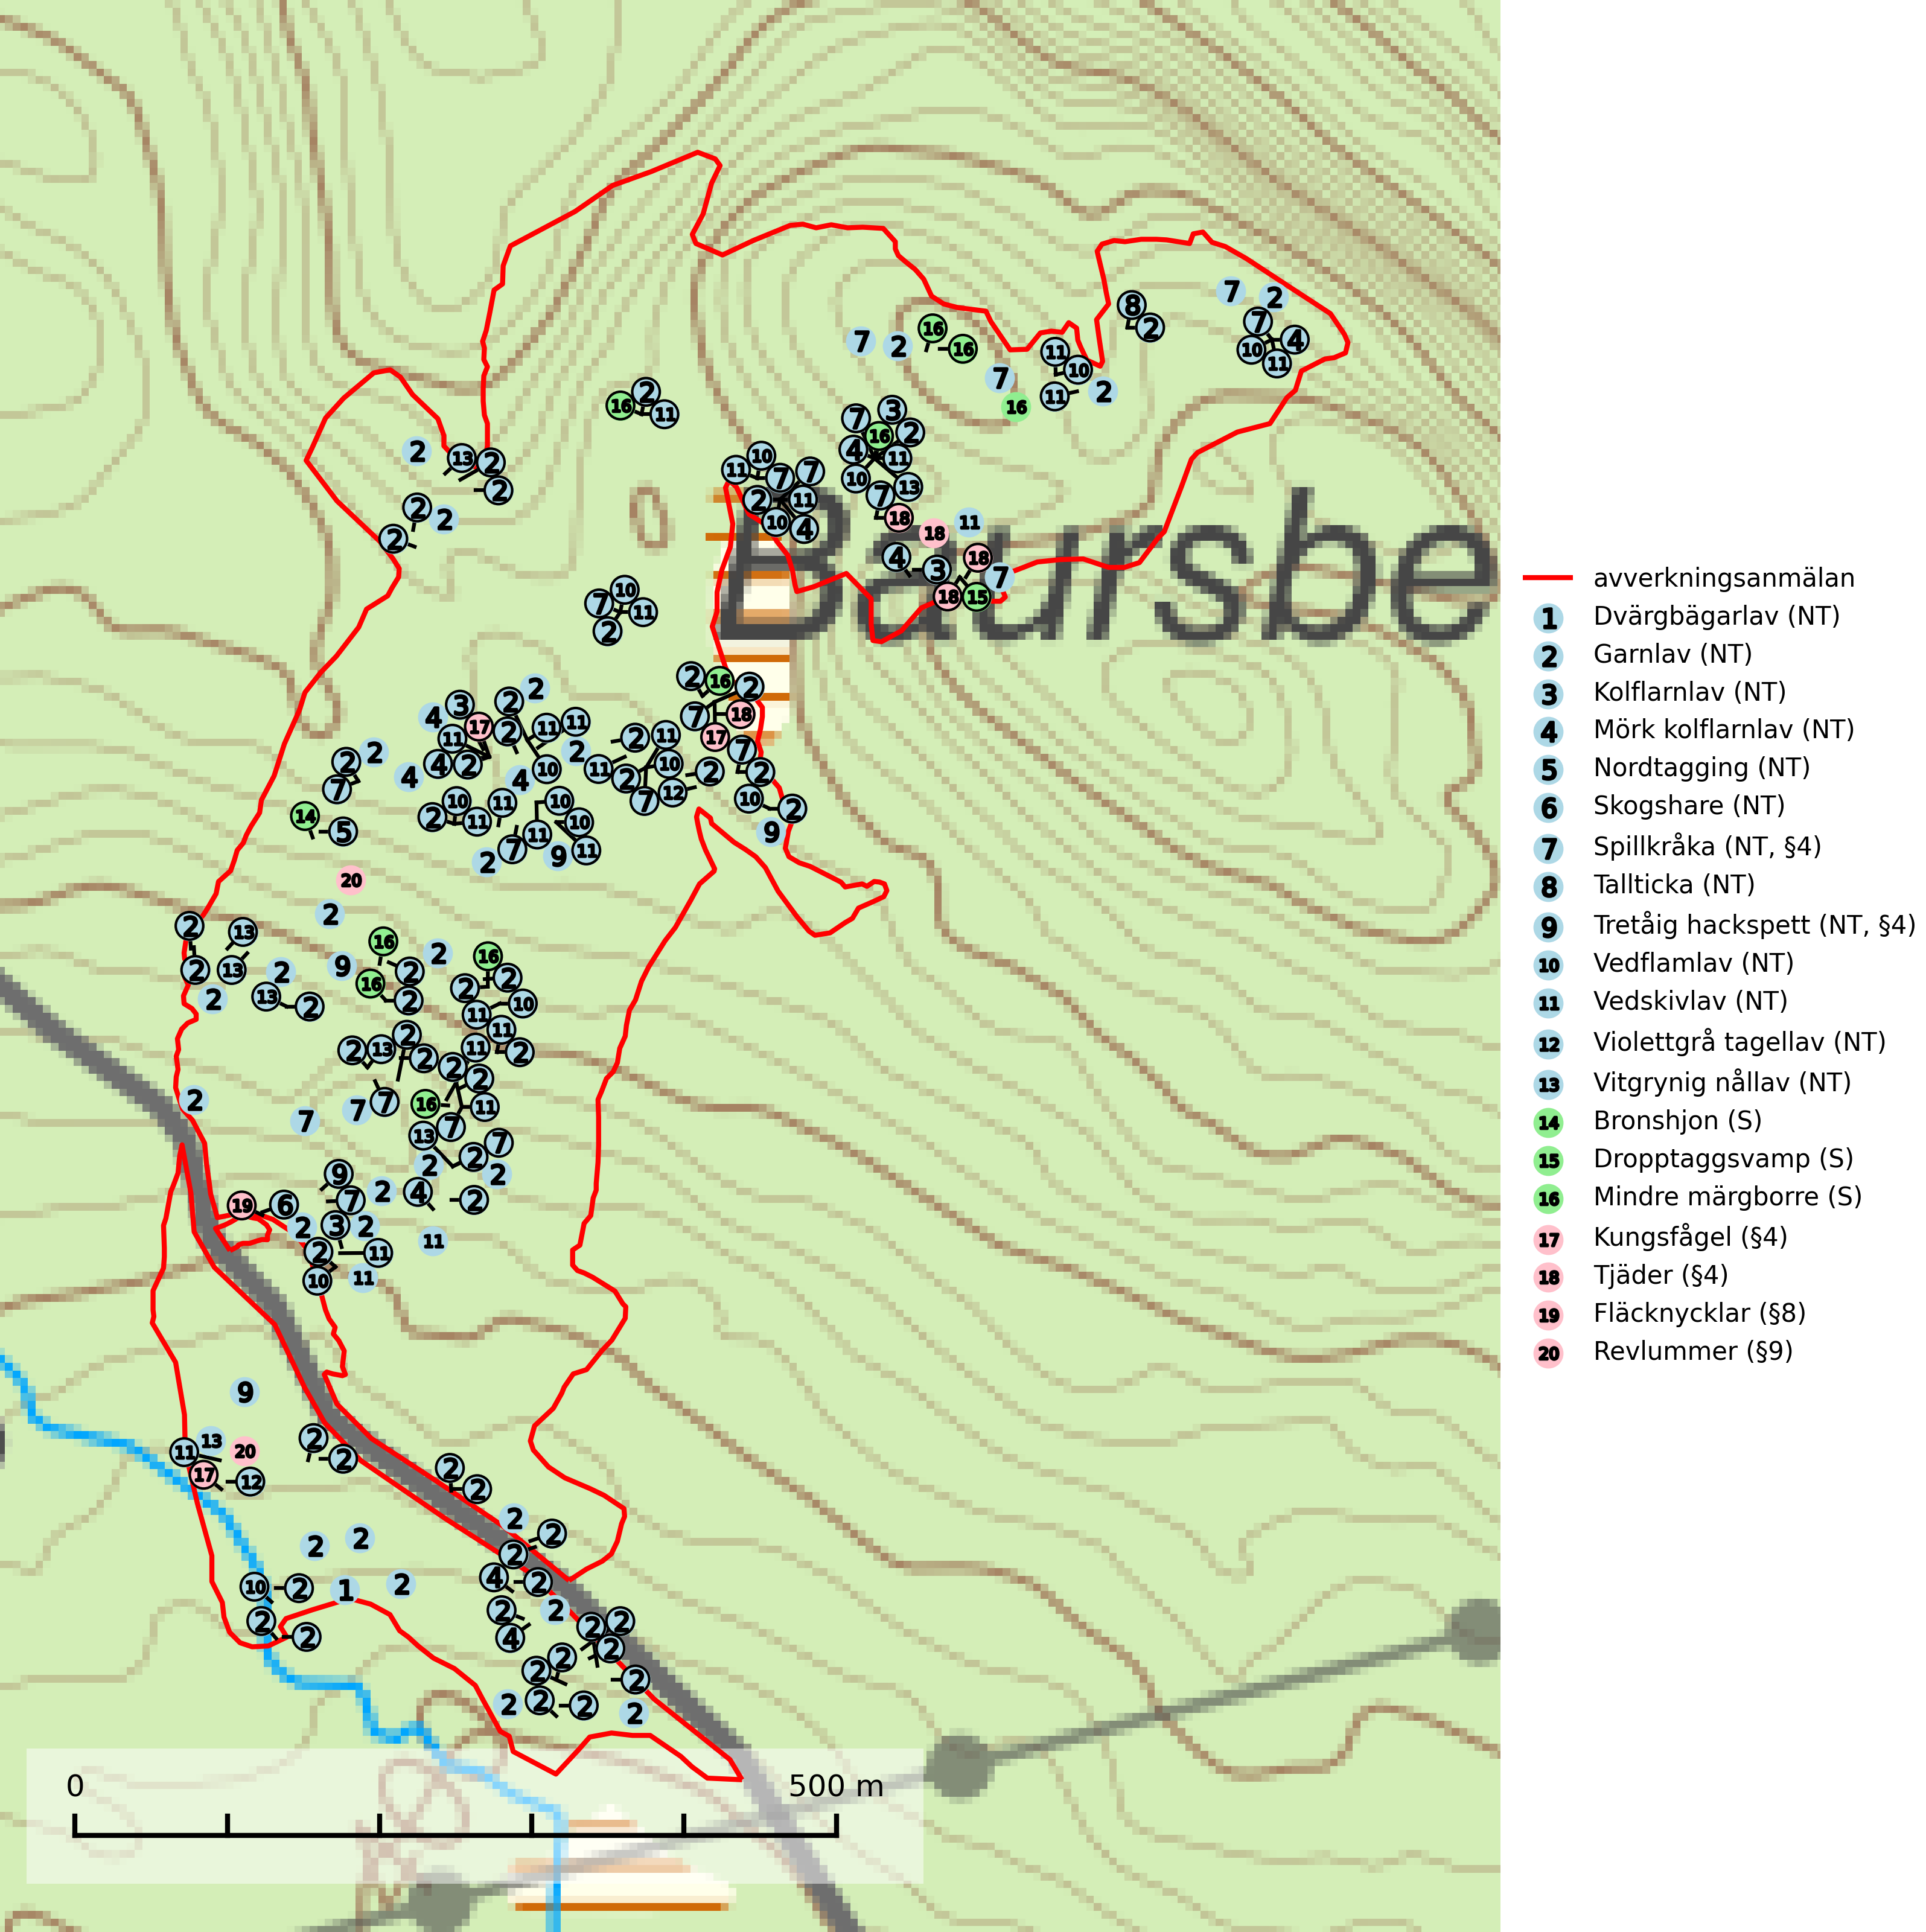 Baursbe
0 500 m
avverkningsanmälan
1 Dvärgbägarlav (NT)
2 Garnlav (NT)
3 Kolflarnlav (NT)
4 Mörk kolflarnlav (NT)
5 Nordtagging (NT)
6 Skogshare (NT)
7 Spillkråka (NT, §4)
8 Tallticka (NT)
9 Tretåig hackspett (NT, §4)
10 Vedflamlav (NT)
11 Vedskivlav (NT)
12 Violettgrå tagellav (NT)
13 Vitgrynig nållav (NT)
14 Bronshjon (S)
15 Dropptaggsvamp (S)
16 Mindre märgborre (S)
17 Kungsfågel (§4)
18 Tjäder (§4)
19 Fläcknycklar (§8)
20 Revlummer (§9)